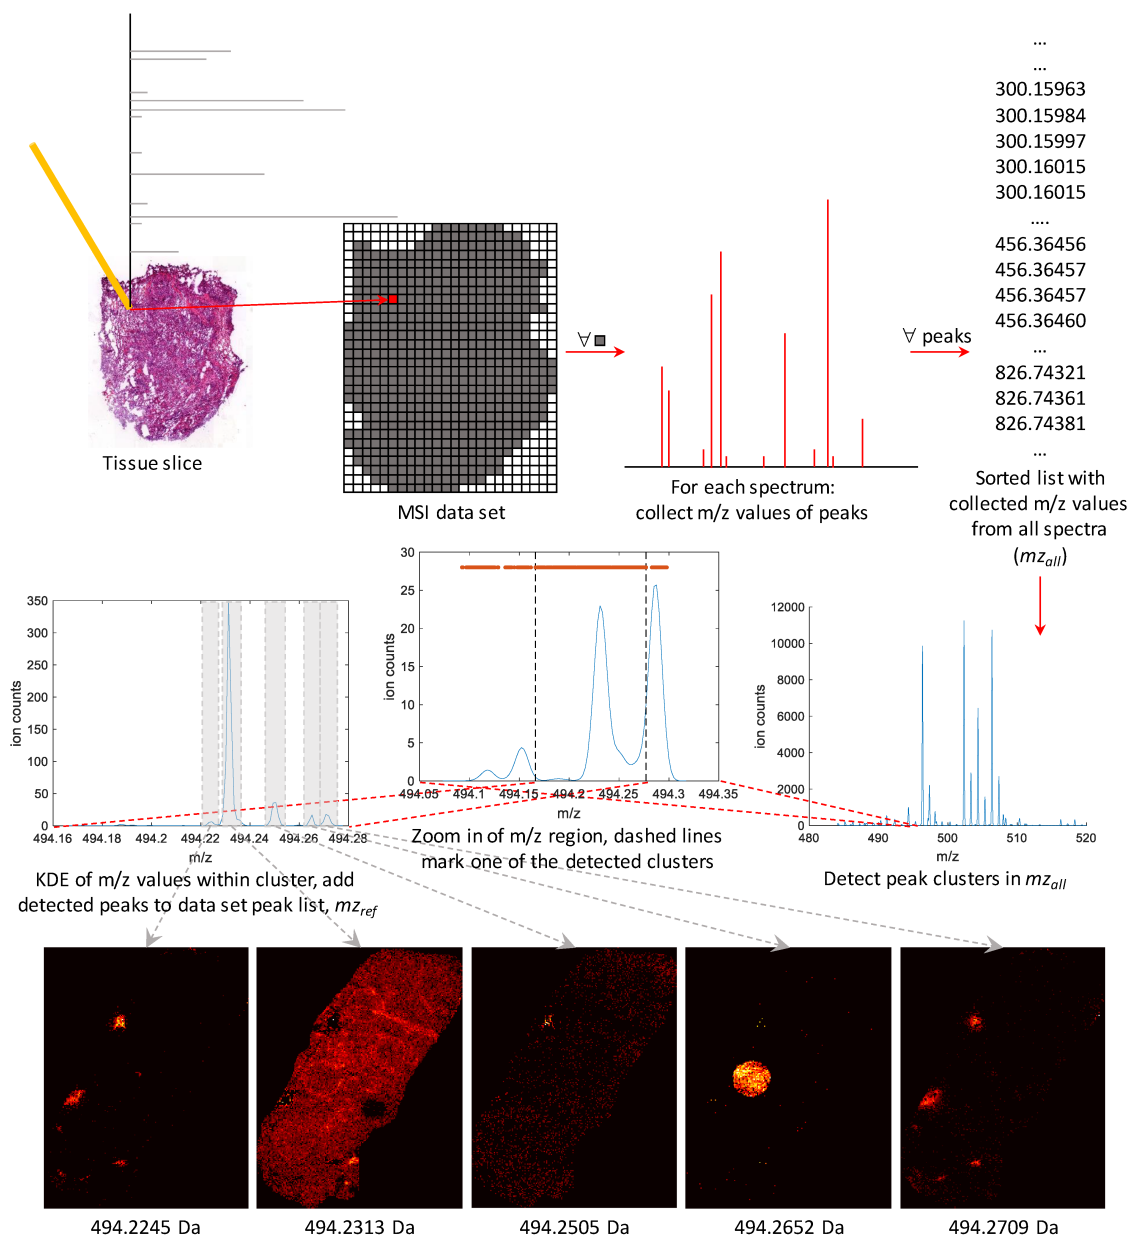 ...
...
300.15963
300.15984
300.15997
300.16015
300.16015
....
456.36456
456.36457
456.36457
456.36460
...
826.74321
826.74361
826.74381
...
∀
∀ peaks
Tissue slice
MSI data set
For each spectrum:
collect m/z values of peaks
Sorted list with
collected m/z values
from all spectra
(mzall)
350
300
250
200
150
100
50
0
ion counts
494.16 494.18 494.2 494.22 494.24 494.26 494.28
m/z
KDE of m/z values within cluster, add
detected peaks to data set peak list, mzref
30
25
20
15
10
5
0
ion counts
494.05 494.1 494.15 494.2 494.25 494.3 494.35
m/z
Zoom in of m/z region, dashed lines
mark one of the detected clusters
12000
10000
8000
6000
4000
2000
0
ion counts
480 490 500 510 520
m/z
Detect peak clusters in mzall
494.2245 Da 494.2313 Da 494.2505 Da 494.2652 Da 494.2709 Da